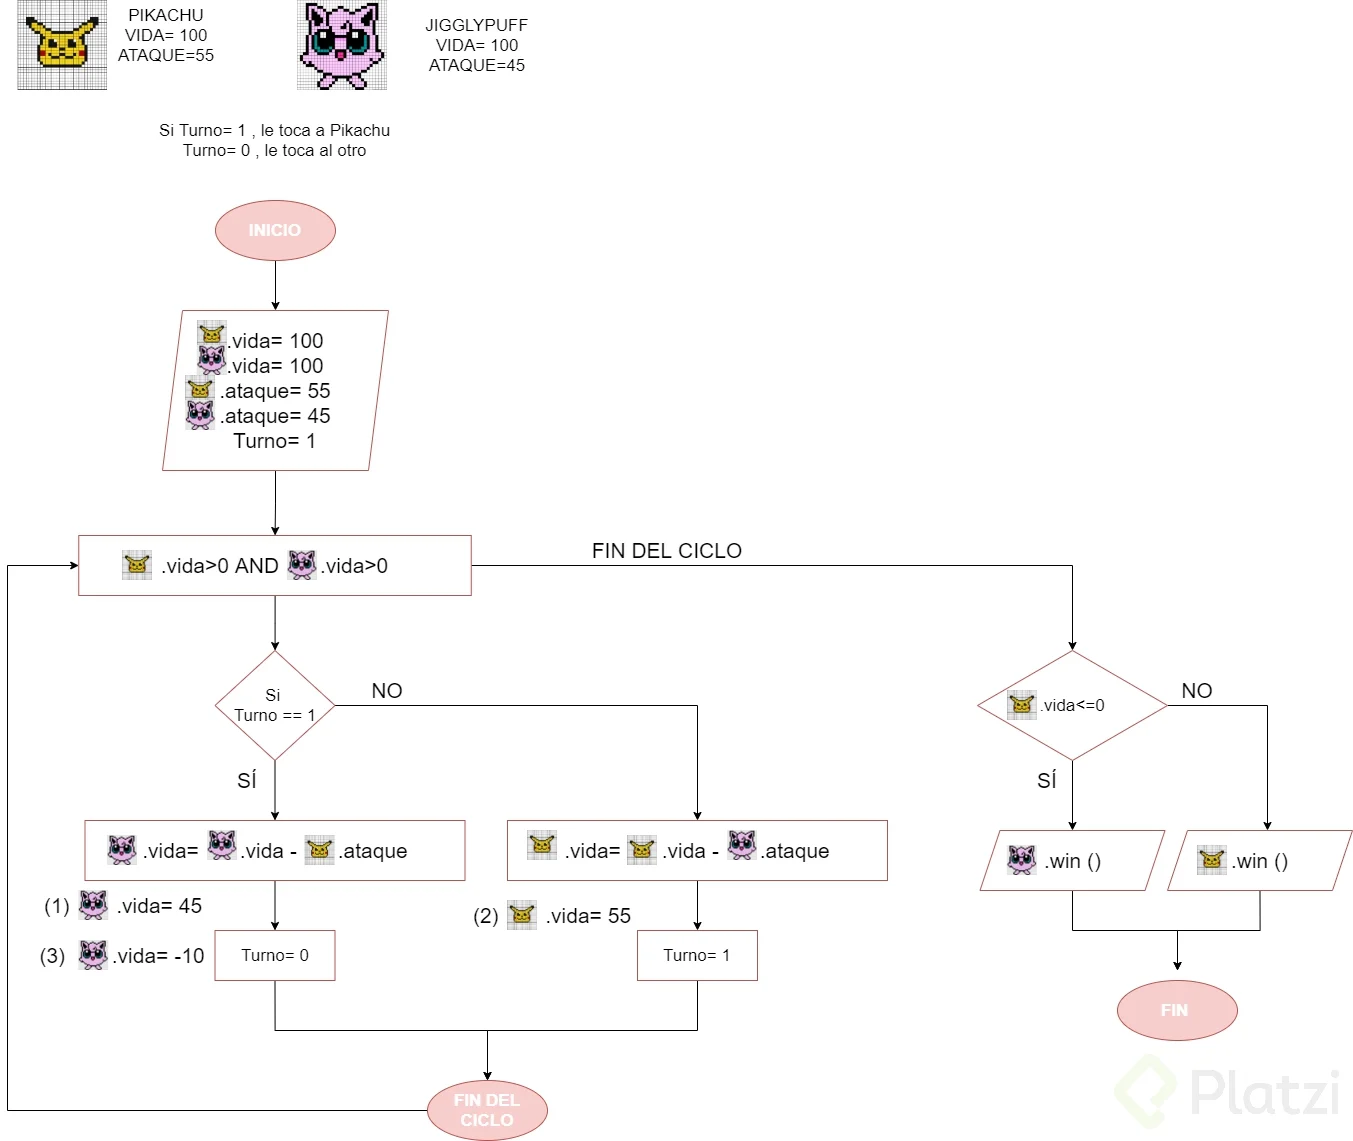 PIKACHU
VIDA= 100
ATAQUE=55
JIGGLYPUFF
VIDA= 100
ATAQUE=45
Si Turno= 1 , le toca a Pikachu
Turno= 0 , le toca al otro
INICIO
.vida= 100
.vida= 100
.ataque= 55
.ataque= 45
Turno= 1
.vida>0 AND .vida>0
FIN DEL CICLO
Si
Turno == 1
NO
SÍ
.vida= .vida - .ataque
(1) .vida= 45
(3) .vida= -10
Turno= 0
.vida= .vida - .ataque
(2) .vida= 55
Turno= 1
FIN DEL
CICLO
.vida<=0
NO
SÍ
.win ()
.win ()
FIN
Platzi